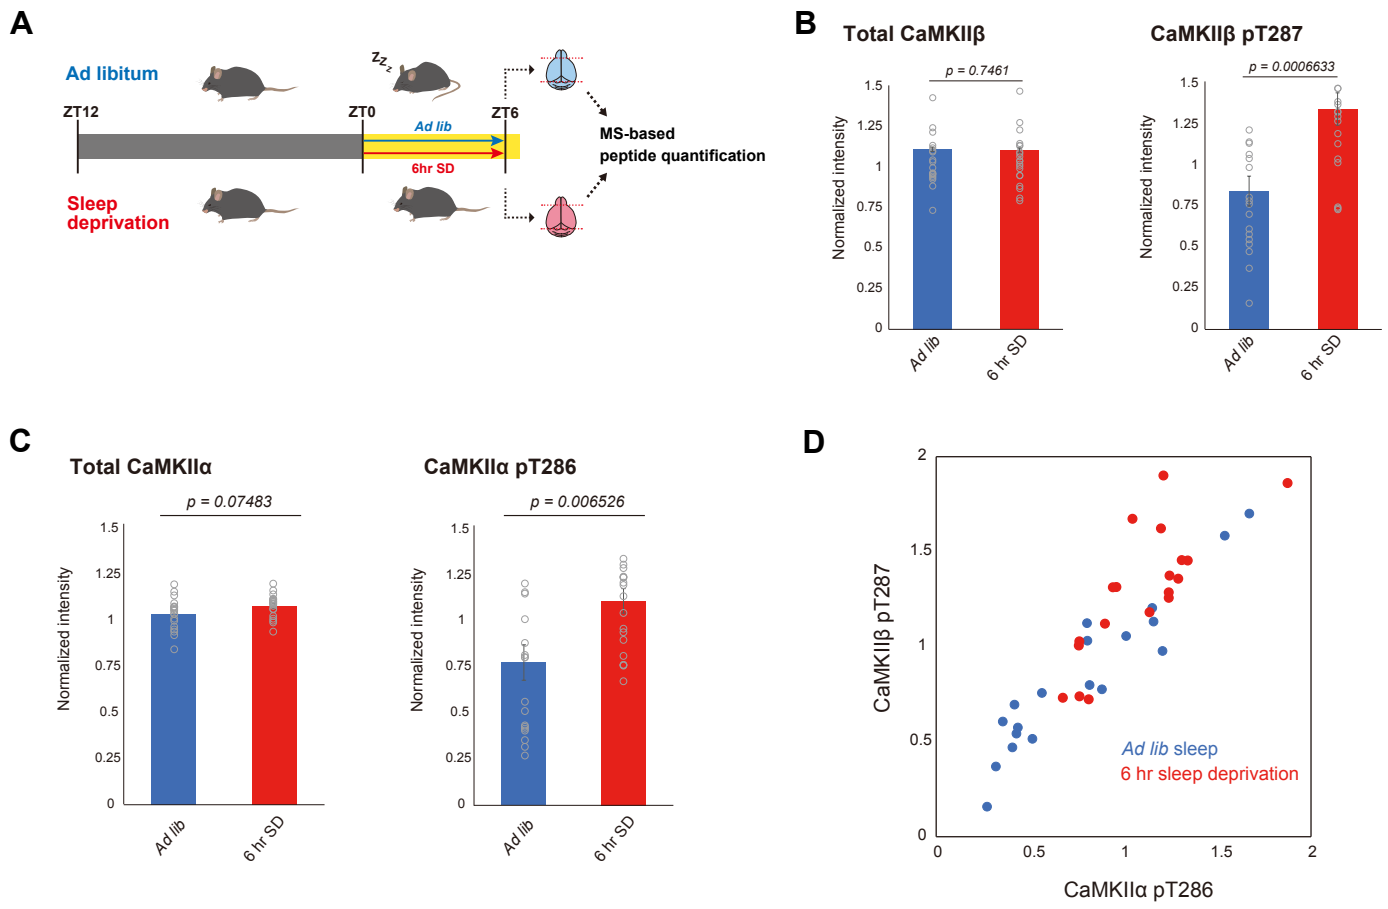 A
Ad libitum
ZZZ
ZT12
ZT0
ZT6
Ad lib
6hr SD
Sleep
deprivation
MS-based
peptide quantification
B
Total CaMKIIβ
p = 0.7461
Normalized intensity
1.5
1.25
1
0.75
0.5
0.25
0
Ad lib
6 hr SD
CaMKIIβ pT287
p = 0.0006633
Normalized intensity
1.5
1.25
1
0.75
0.5
0.25
0
Ad lib
6 hr SD
C
Total CaMKIIα
p = 0.07483
Normalized intensity
1.5
1.25
1
0.75
0.5
0.25
0
Ad lib
6 hr SD
CaMKIIα pT286
p = 0.006526
Normalized intensity
1.5
1.25
1
0.75
0.5
0.25
0
Ad lib
6 hr SD
D
CaMKIIβ pT287
2
1.5
1
0.5
0
Ad lib sleep
6 hr sleep deprivation
0
0.5
1
1.5
2
CaMKIIα pT286